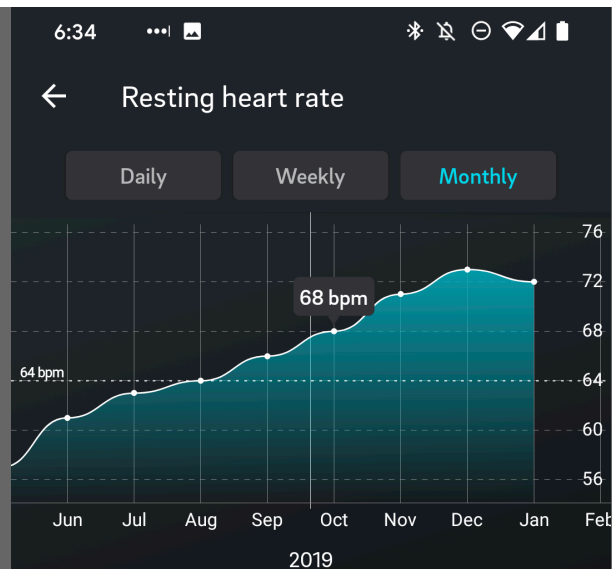 6:34
Resting heart rate
Daily Weekly Monthly
76
72
68 bpm
68
64 bpm
64
60
56
Jun Jul Aug Sep Oct Nov Dec Jan Feb
2019